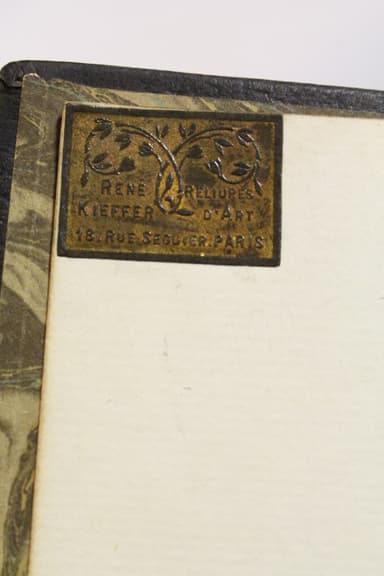 RENÉ RELIURES
KIEFFER D'ART
18. RUE SEGUIER. PARIS